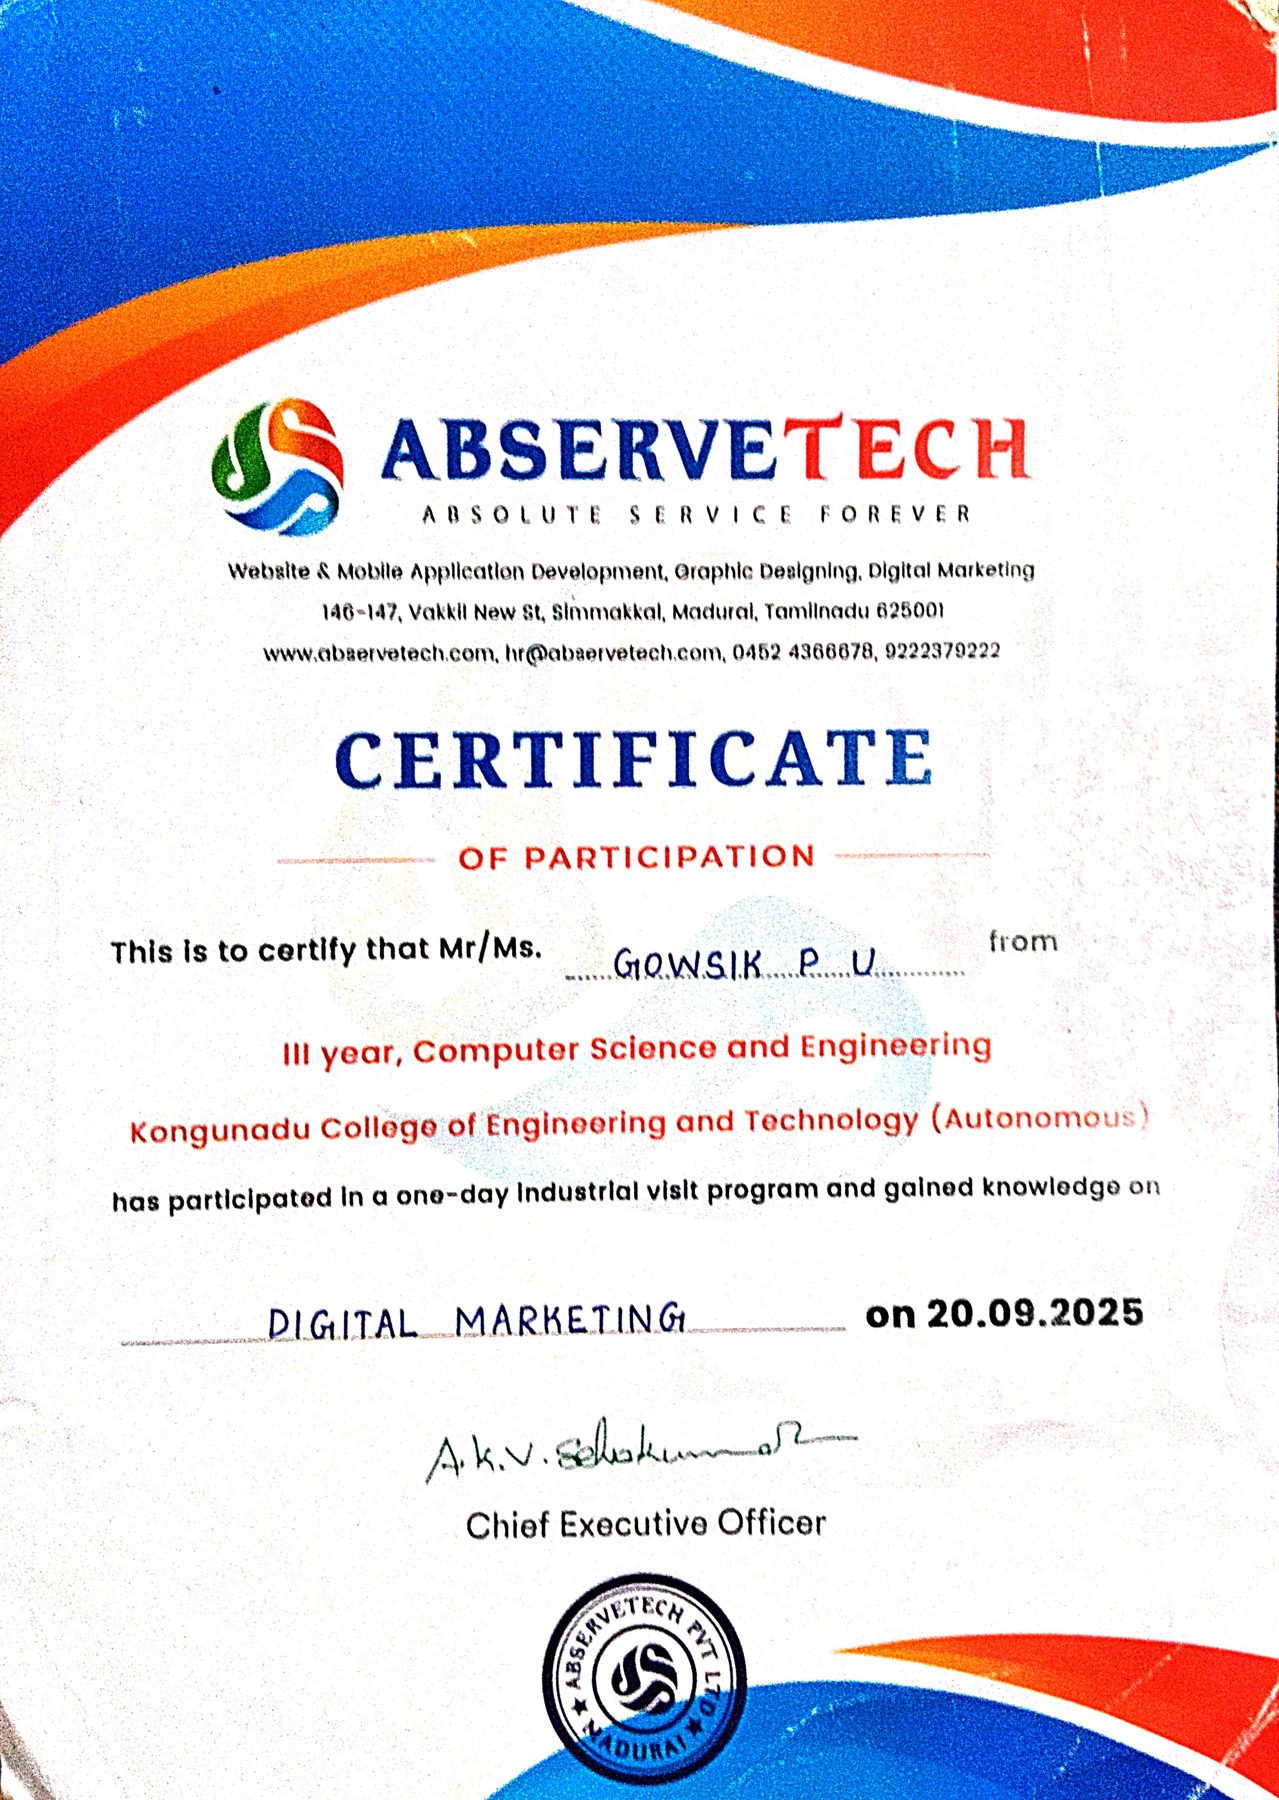 ABSERVETECH
ABSOLUTE SERVICE FOREVER
Website & Mobile Application Development, Graphic Designing, Digital Marketing
146-147, Vakkil New St, Simmakkal, Madurai, Tamilnadu 625001
www.abservetech.com, hr@abservetech.com, 0452 4366678, 9222379222
CERTIFICATE
OF PARTICIPATION
This is to certify that Mr/Ms. GOWSIK P U from
III year, Computer Science and Engineering
Kongunadu College of Engineering and Technology (Autonomous)
has participated in a one-day industrial visit program and gained knowledge on
DIGITAL MARKETING on 20.09.2025
A.K.V.
Chief Executive Officer
ABSERVETECH PVT LTD
★ MADURAI ★